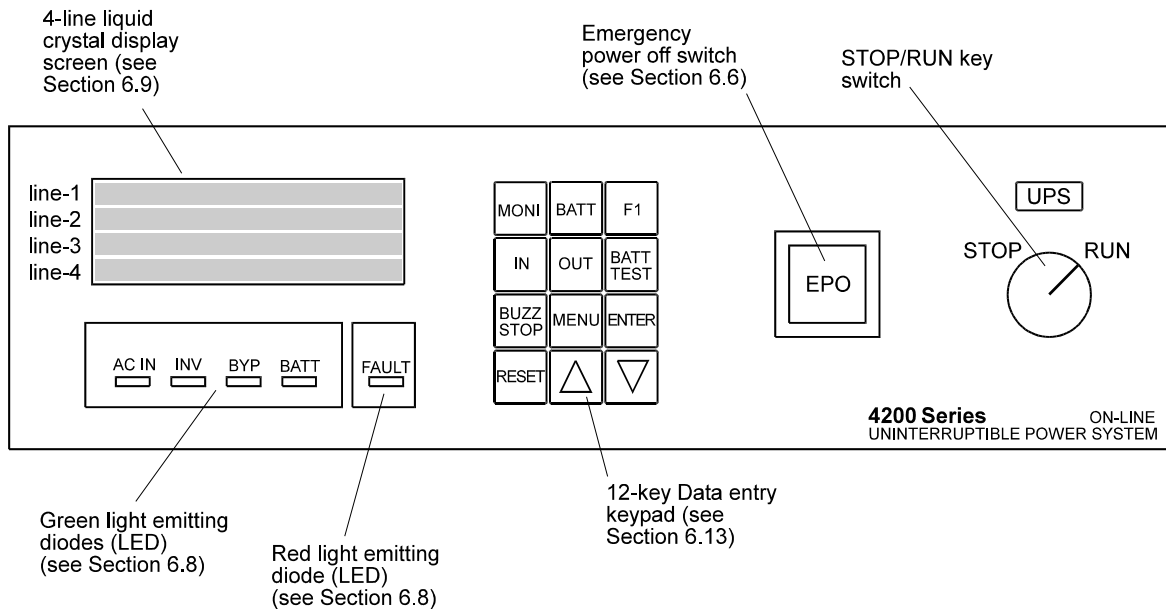 4-line liquid
crystal display
screen (see
Section 6.9)
Emergency
power off switch
(see Section 6.6)
STOP/RUN key
switch
line-1
line-2
line-3
line-4
MONI BATT F1
IN OUT BATT TEST
BUZZ STOP MENU ENTER
RESET
EPO
UPS
STOP RUN
AC IN INV BYP BATT FAULT
4200 Series ON-LINE
UNINTERRUPTIBLE POWER SYSTEM
Green light emitting
diodes (LED)
(see Section 6.8)
Red light emitting
diode (LED)
(see Section 6.8)
12-key Data entry
keypad (see
Section 6.13)